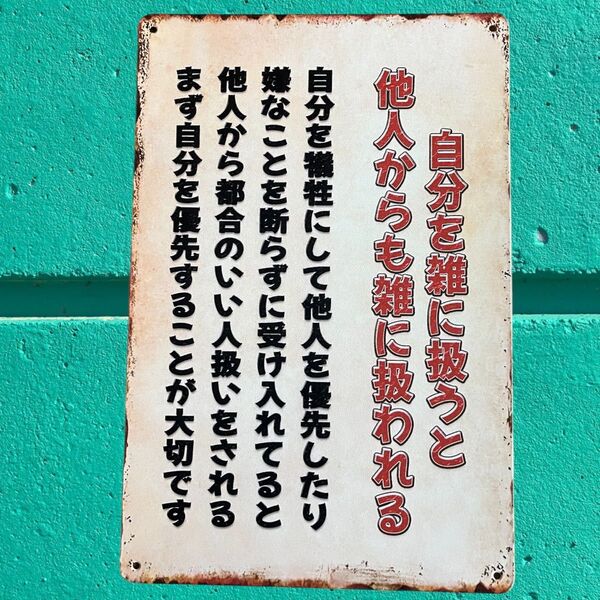 自分を雑に扱うと
他人からも雑に扱われる
自分を犠牲にして他人を優先したり
嫌なことを断らずに受け入れてると
他人から都合のいい人扱いをされる
まず自分を優先することが大切です